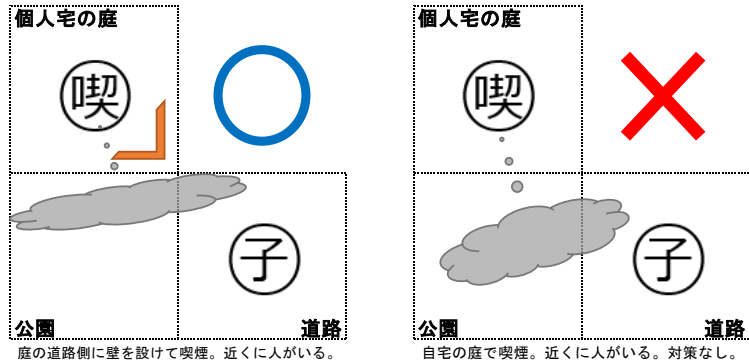 個人宅の庭
喫
子
公園
道路
庭の道路側に壁を設けて喫煙。近くに人がいる。
個人宅の庭
喫
子
公園
道路
自宅の庭で喫煙。近くに人がいる。対策なし。